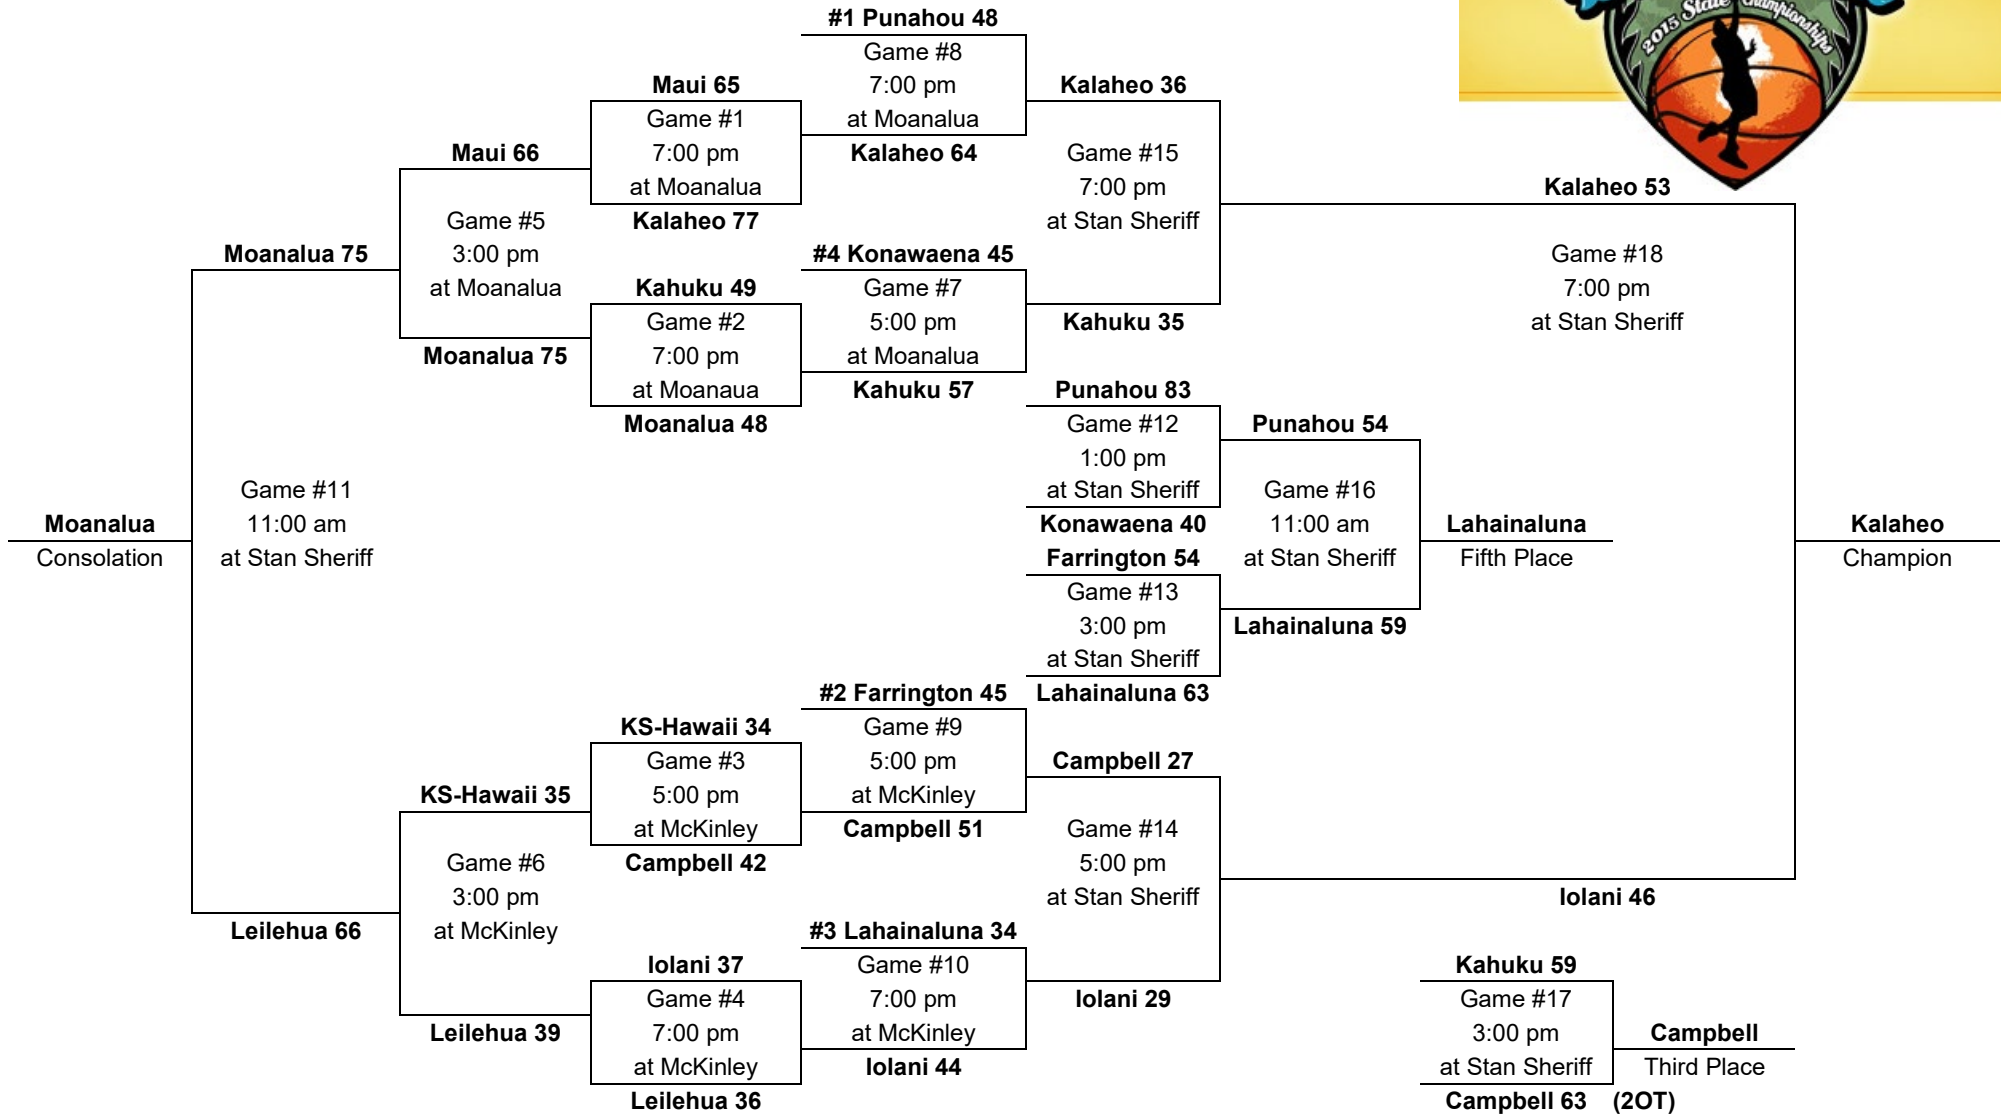 2015 State Championships
#1 Punahou 48
Game #8
7:00 pm
at Moanalua
Kalaheo 64
Maui 65
Game #1
7:00 pm
at Moanalua
Kalaheo 77
Kalaheo 36
Game #15
7:00 pm
at Stan Sheriff
Kahuku 35
Maui 66
Game #5
3:00 pm
at Moanalua
Moanalua 75
Kalaheo 53
Game #18
7:00 pm
at Stan Sheriff
Moanalua 75
#4 Konawaena 45
Game #7
5:00 pm
at Moanalua
Kahuku 57
Kahuku 49
Game #2
7:00 pm
at Moanaua
Moanalua 48
Punahou 83
Game #12
1:00 pm
at Stan Sheriff
Konawaena 40
Punahou 54
Game #16
11:00 am
at Stan Sheriff
Lahainaluna 59
Game #11
11:00 am
at Stan Sheriff
Moanalua
Consolation
Lahainaluna
Fifth Place
Kalaheo
Champion
Farrington 54
Game #13
3:00 pm
at Stan Sheriff
Lahainaluna 63
#2 Farrington 45
Game #9
5:00 pm
at McKinley
Campbell 51
KS-Hawaii 34
Game #3
5:00 pm
at McKinley
Campbell 42
Campbell 27
Game #14
5:00 pm
at Stan Sheriff
Iolani 29
KS-Hawaii 35
Game #6
3:00 pm
at McKinley
Leilehua 39
Iolani 46
Leilehua 66
#3 Lahainaluna 34
Game #10
7:00 pm
at McKinley
Iolani 44
Iolani 37
Game #4
7:00 pm
at McKinley
Leilehua 36
Kahuku 59
Game #17
3:00 pm
at Stan Sheriff
Campbell 63 (2OT)
Campbell
Third Place